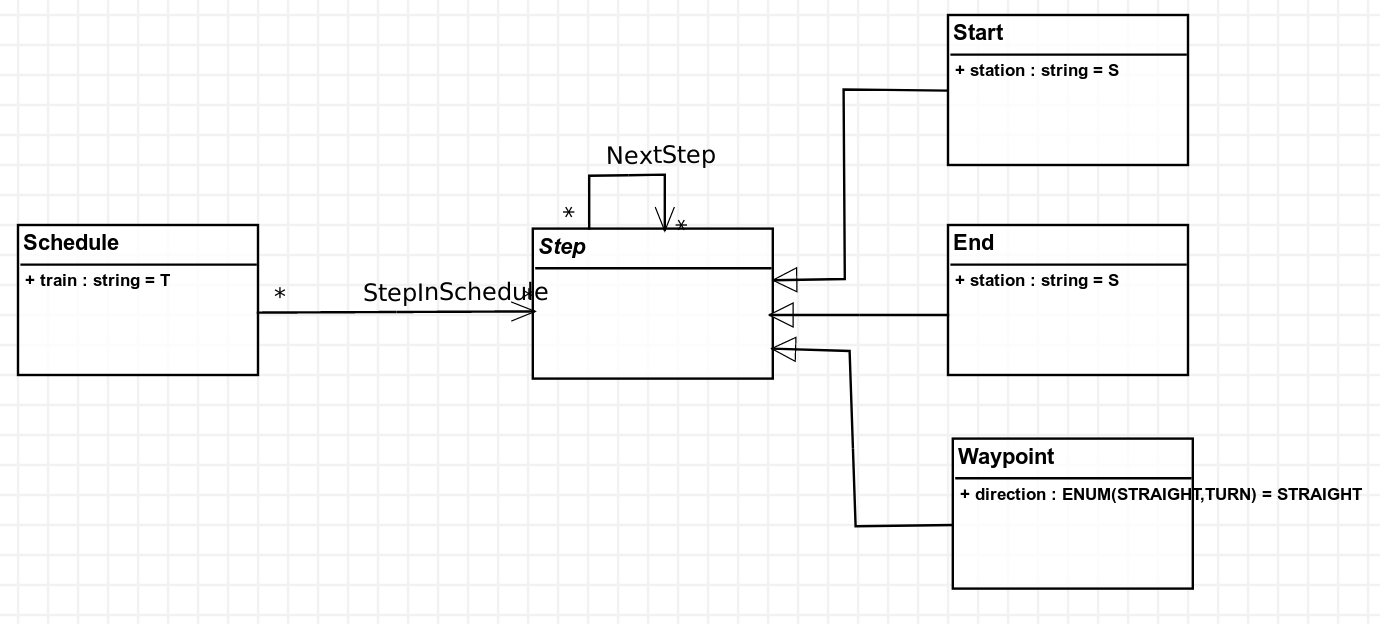 Start
+ station : string = S
NextStep
*
*
Schedule
+ train : string = T
*
StepInSchedule
*
Step
End
+ station : string = S
Waypoint
+ direction : ENUM(STRAIGHT,TURN) = STRAIGHT